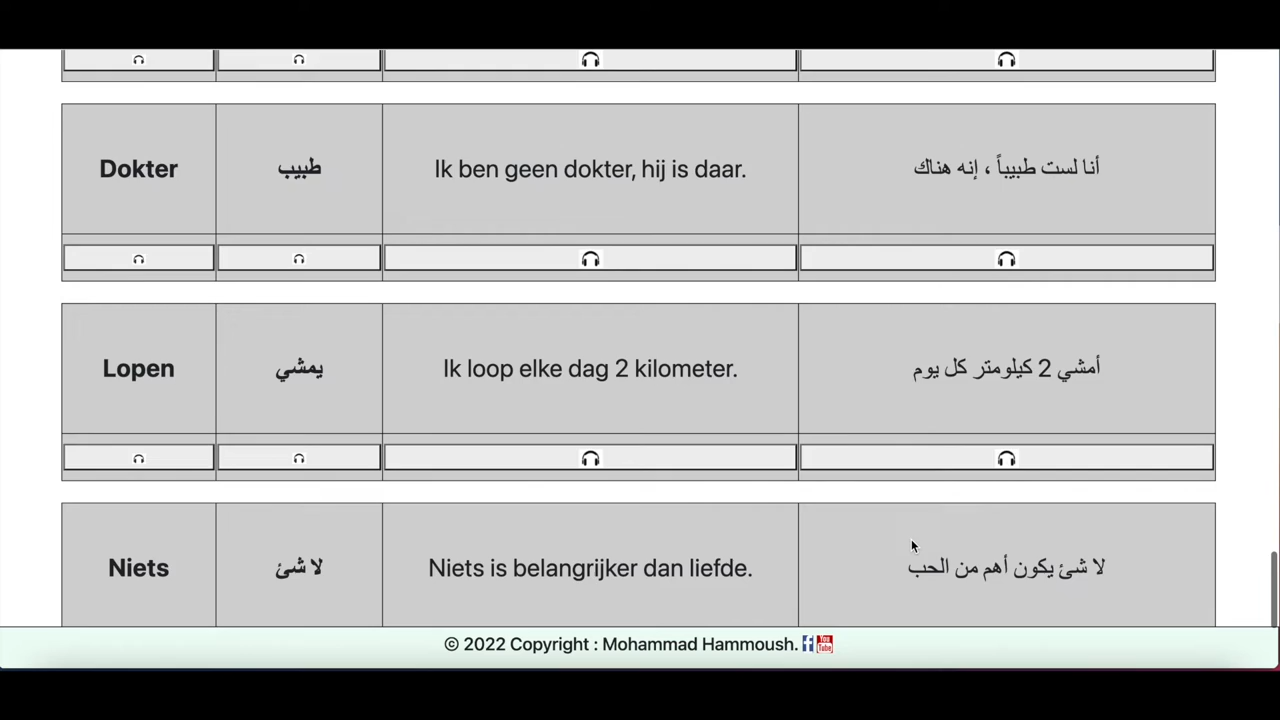 Dokter
طبيب
Ik ben geen dokter, hij is daar.
أنا لست طبيباً ، إنه هناك
Lopen
يمشي
Ik loop elke dag 2 kilometer.
أمشي 2 كيلومتر كل يوم
Niets
لا شئ
Niets is belangrijker dan liefde.
لا شئ يكون أهم من الحب
© 2022 Copyright : Mohammad Hammoush. f You Tube